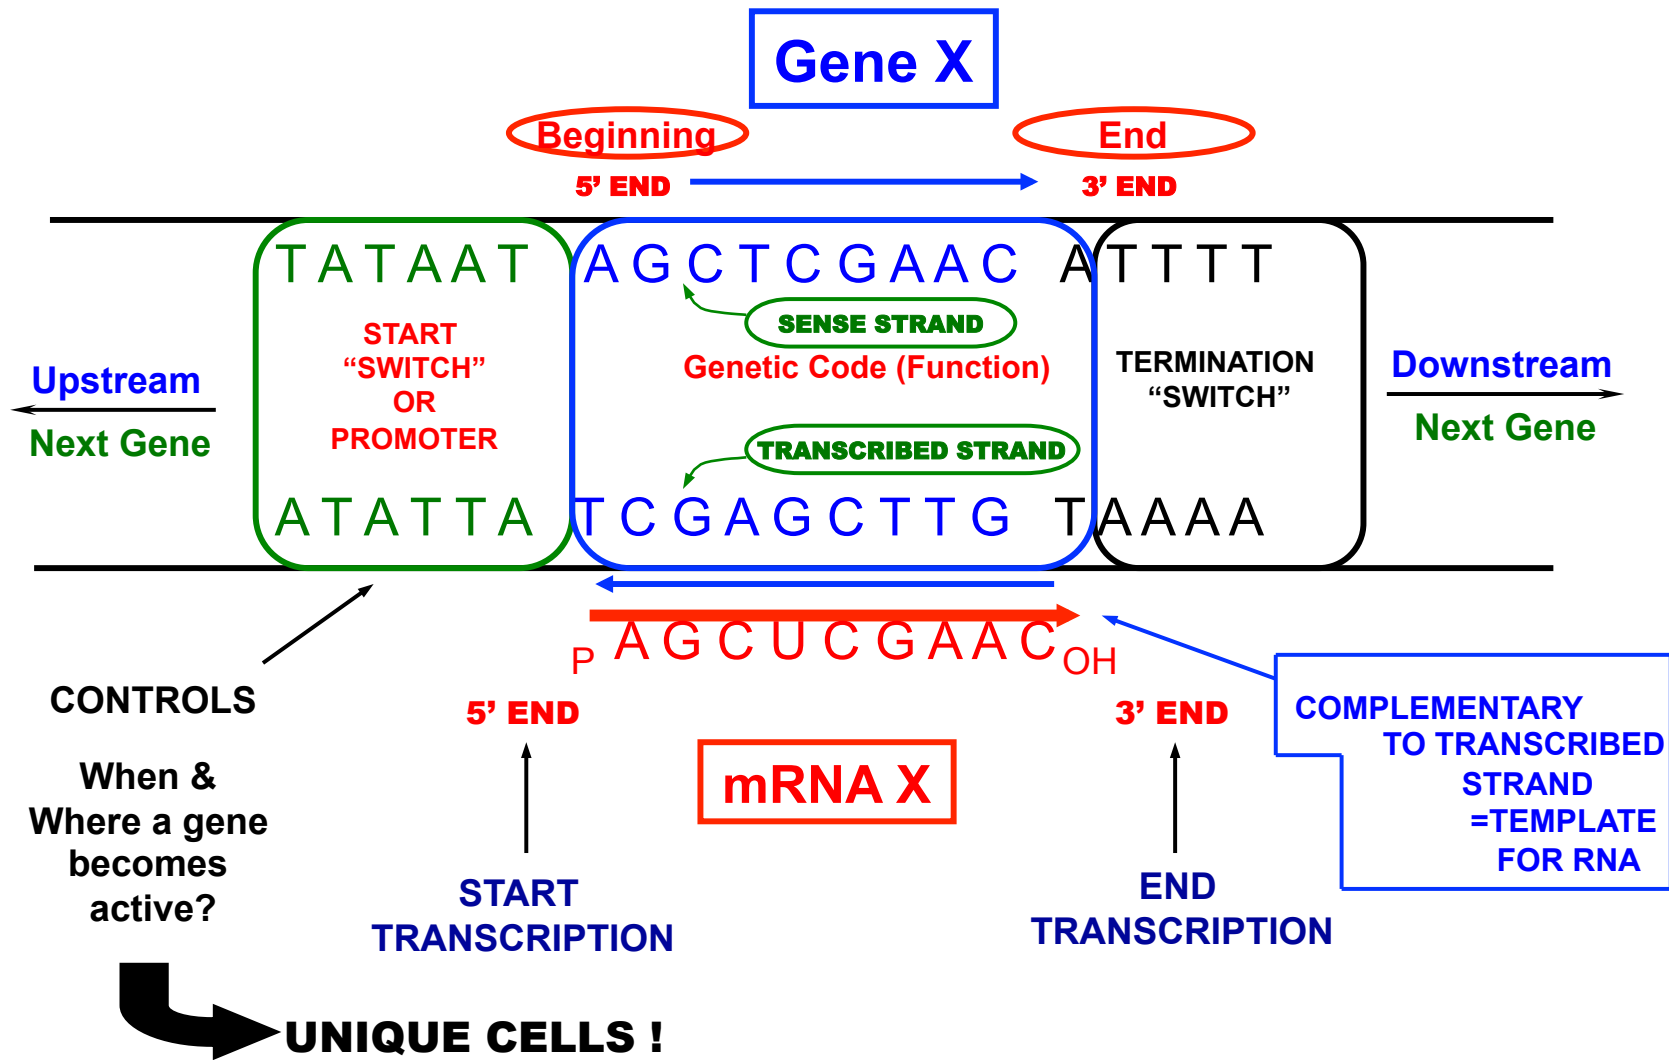 Gene X
Beginning
End
5’ END
3’ END
TATAAT AGCTCGAAC ATTTT
SENSE STRAND
START
“SWITCH”
OR
PROMOTER
Genetic Code (Function)
TERMINATION
“SWITCH”
Upstream
Next Gene
Downstream
Next Gene
TRANSCRIBED STRAND
ATATTA TCGAGCTTG TAAAA
P AGCUCGAAC OH
5’ END
3’ END
mRNA X
CONTROLS
When &
Where a gene
becomes
active?
START
TRANSCRIPTION
END
TRANSCRIPTION
COMPLEMENTARY
TO TRANSCRIBED
STRAND
=TEMPLATE
FOR RNA
UNIQUE CELLS !